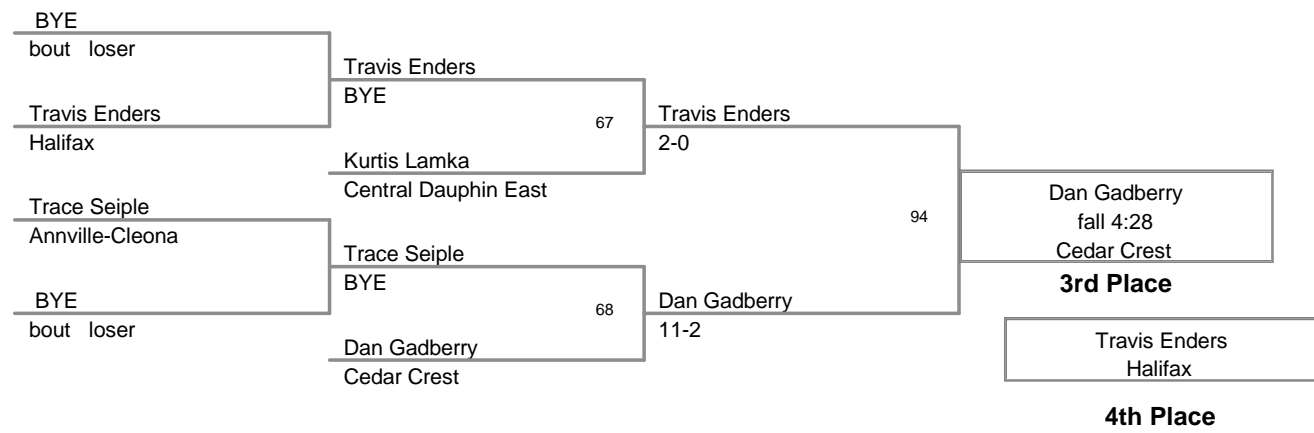 BYE
bout loser
Travis Enders
Halifax
Trace Seiple
Annville-Cleona
BYE
bout loser
Travis Enders
BYE
67
Kurtis Lamka
Central Dauphin East
Trace Seiple
BYE
68
Dan Gadberry
Cedar Crest
Travis Enders
2-0
94
Dan Gadberry
11-2
Dan Gadberry
fall 4:28
Cedar Crest
3rd Place
Travis Enders
Halifax
4th Place